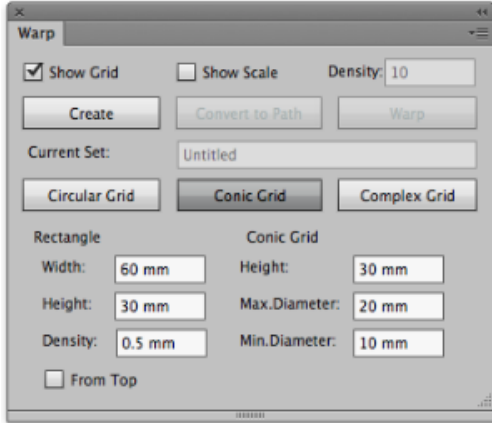 Warp
Show Grid Show Scale Density: 10
Create Convert to Path Warp
Current Set: Untitled
Circular Grid Conic Grid Complex Grid
Rectangle Conic Grid
Width: 60 mm Height: 30 mm
Height: 30 mm Max.Diameter: 20 mm
Density: 0.5 mm Min.Diameter: 10 mm
From Top